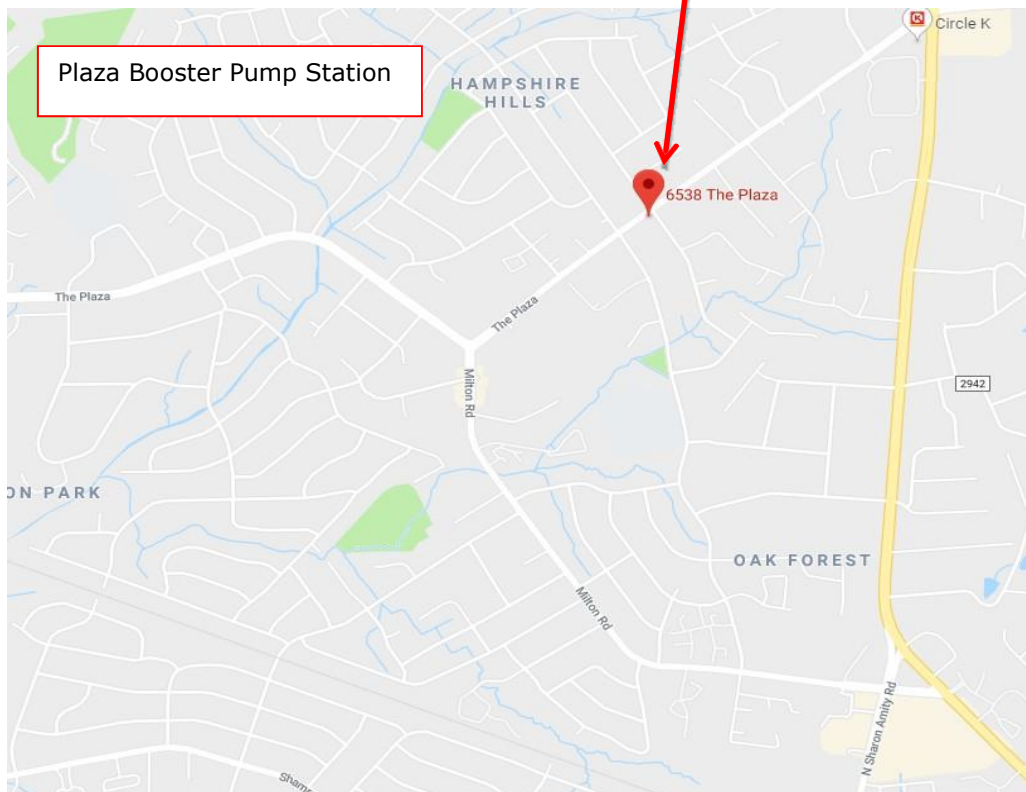 Circle K
Plaza Booster Pump Station
HAMPSHIRE
HILLS
6538 The Plaza
The Plaza
The Plaza
Milton Rd
2942
ON PARK
OAK FOREST
Milton Rd
N Sharon Amity Rd
Sham